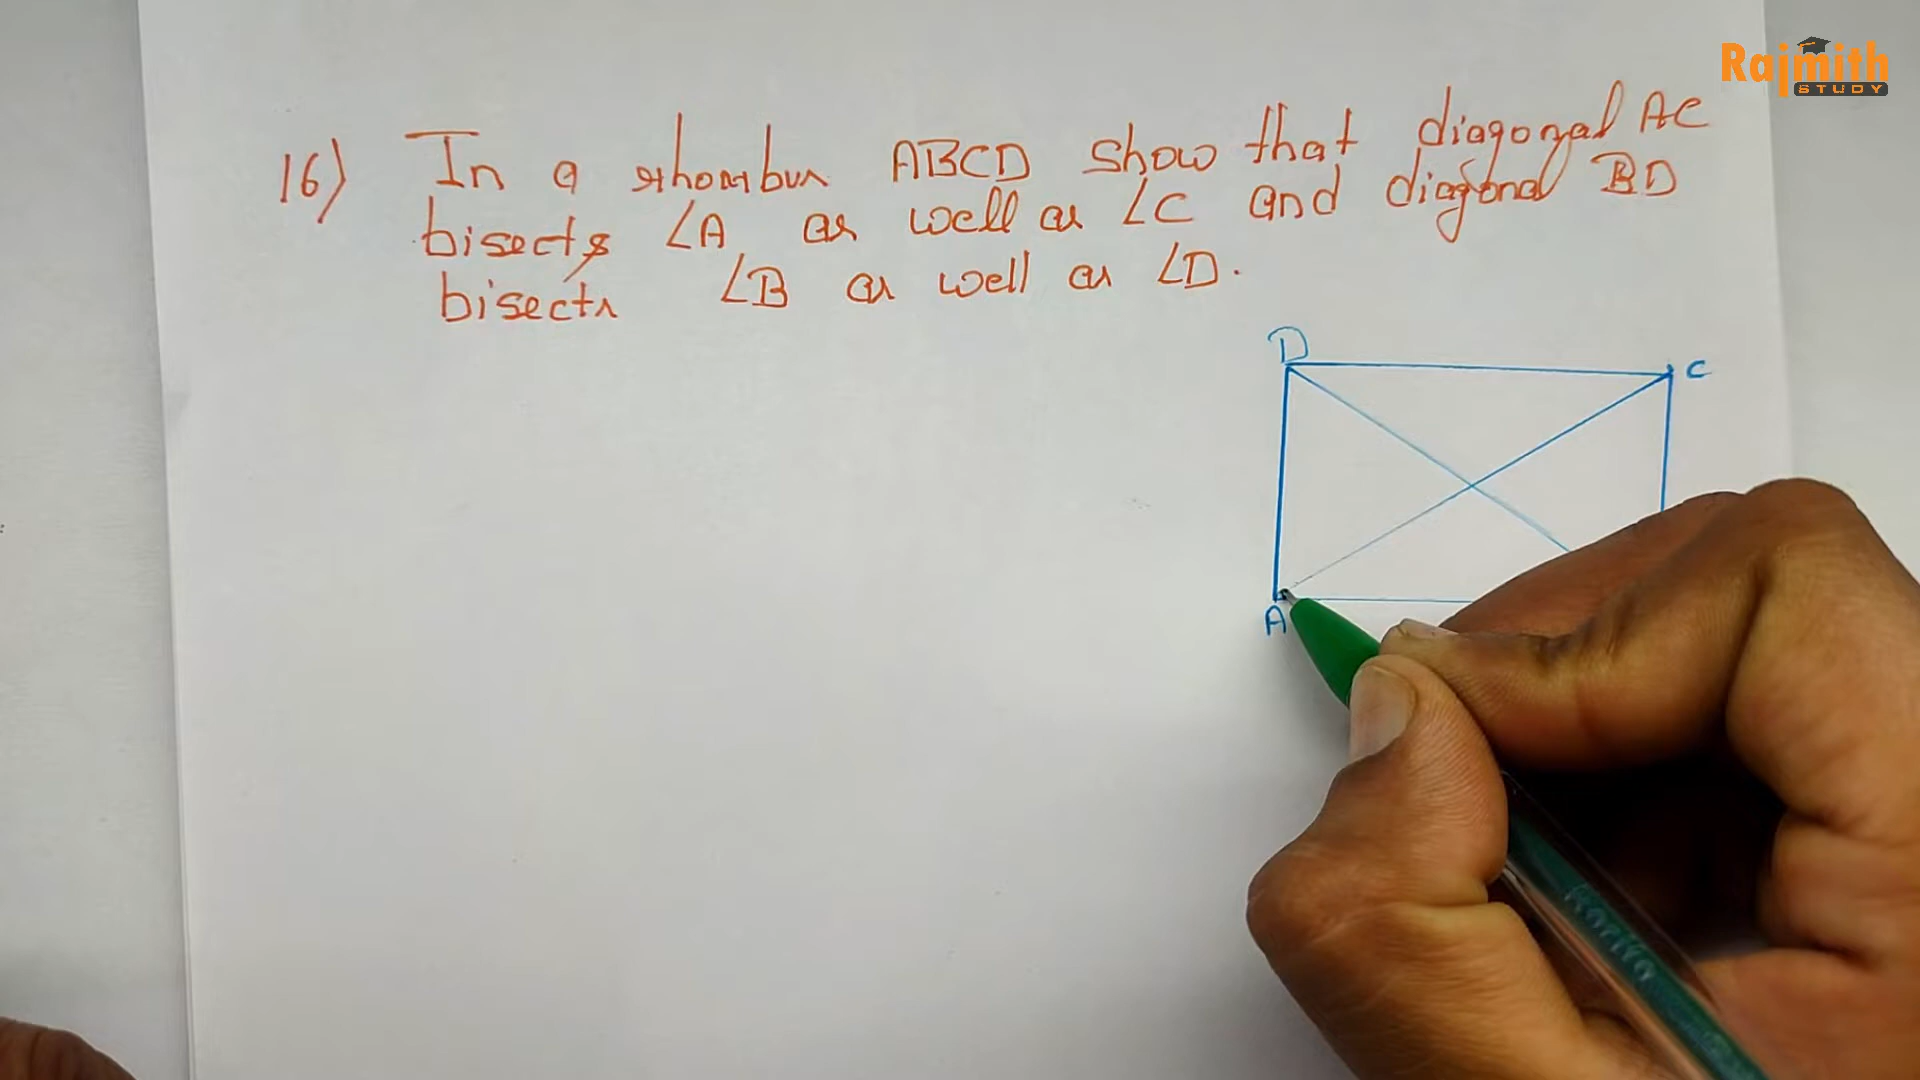 Rajmith
STUDY
16) In a rhombus ABCD show that diagonal AC
bisects ∠A as well as ∠C and diagonal BD
bisects ∠B as well as ∠D.
D
C
A